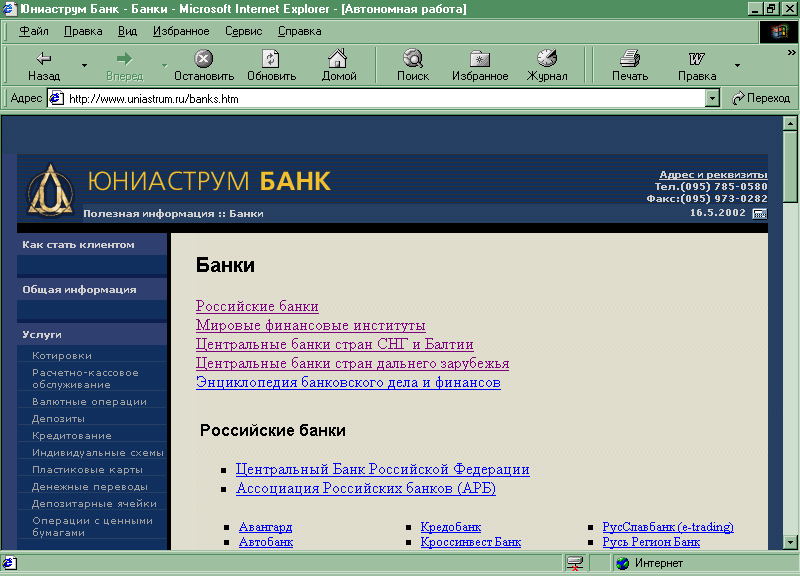 Юниаструм Банк - Банки - Microsoft Internet Explorer - [Автономная работа]
Файл Правка Вид Избранное Сервис Справка
Назад Вперед Остановить Обновить Домой Поиск Избранное Журнал Печать Правка »
Адрес http://www.uniastrum.ru/banks.htm Переход
ЮНИАСТРУМ БАНК
Адрес и реквизиты
Тел.(095) 785-0580
Факс:(095) 973-0282
Полезная информация :: Банки
16.5.2002
Как стать клиентом
Общая информация
Услуги
Котировки
Расчетно-кассовое
обслуживание
Валютные операции
Депозиты
Кредитование
Индивидуальные схемы
Пластиковые карты
Денежные переводы
Депозитарные ячейки
Операции с ценными
бумагами
Банки
Российские банки
Мировые финансовые институты
Центральные банки стран СНГ и Балтии
Центральные банки стран дальнего зарубежья
Энциклопедия банковского дела и финансов
Российские банки
Центральный Банк Российской Федерации
Ассоциация Российских банков (АРБ)
Авангард Кредобанк РусСлавбанк (e-trading)
Автобанк Кроссинвест Банк Русь Регион Банк
Интернет